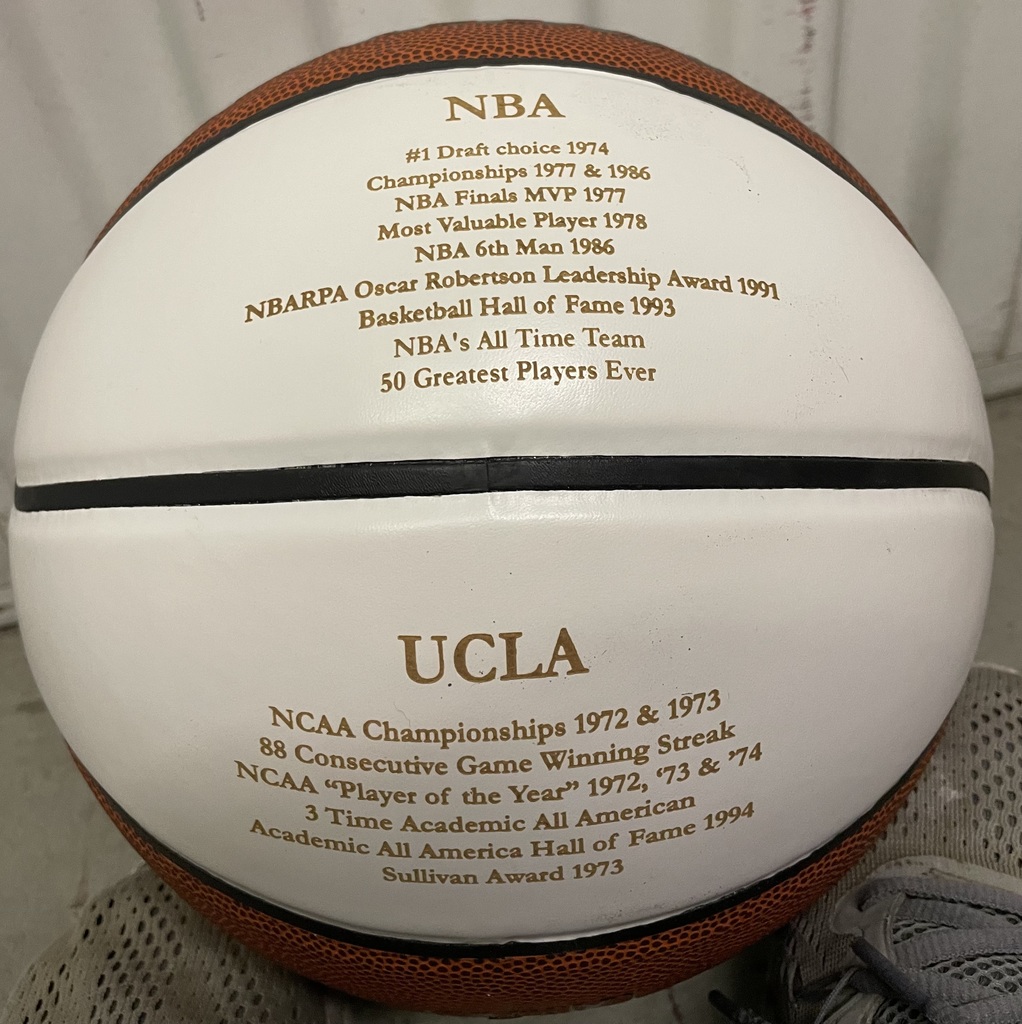 NBA
#1 Draft choice 1974
Championships 1977 & 1986
NBA Finals MVP 1977
Most Valuable Player 1978
NBA 6th Man 1986
NBARPA Oscar Robertson Leadership Award 1991
Basketball Hall of Fame 1993
NBA's All Time Team
50 Greatest Players Ever
UCLA
NCAA Championships 1972 & 1973
88 Consecutive Game Winning Streak
NCAA “Player of the Year” 1972, ‘73 & ’74
3 Time Academic All American
Academic All America Hall of Fame 1994
Sullivan Award 1973